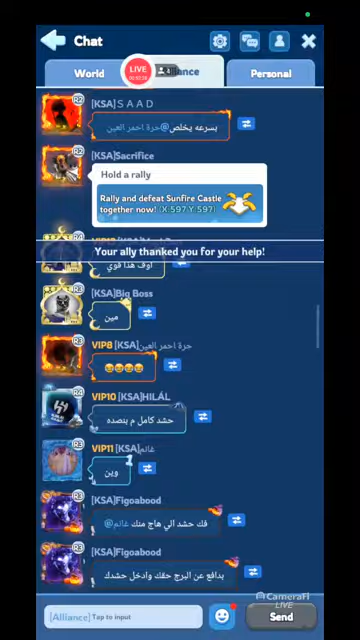 Chat
World
LIVE
Alliance
Personal
R2
[KSA]S A A D
بسرعه يخلص@حرة احمر العين
R2
[KSA]Sacrifice
Hold a rally
Rally and defeat Sunfire Castle
together now! (X:597 Y:597)
R4
Your ally thanked you for your help!
اوف هذا قوي
R3
[KSA]Big Boss
مين
R3
VIP8 [KSA]حرة احمر العين
R4
VIP10 [KSA]HILÁL
حشد كامل م بنصده
R3
VIP11 [KSA]غانم
وين
R3
[KSA]Figoabood
فك حشد الي هاج منك غانم@
R3
[KSA]Figoabood
بدافع عن البرج حقك وادخل حشدك
CameraFi
LIVE
[Alliance] Tap to input
Send